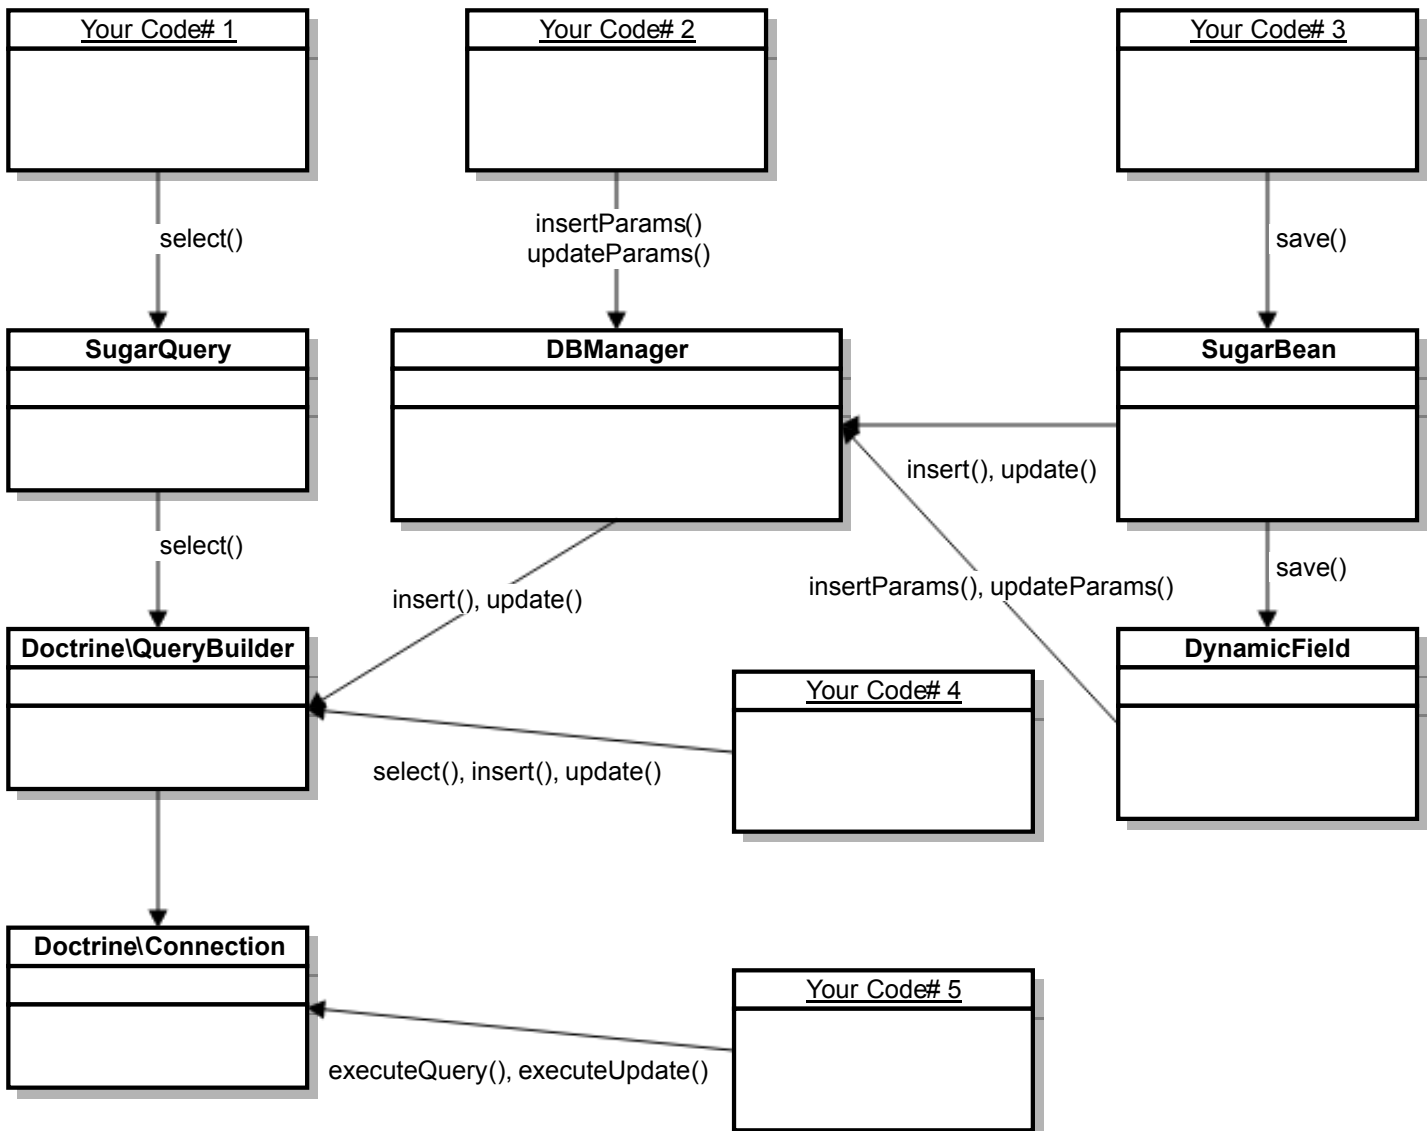 Your Code# 1
Your Code# 2
Your Code# 3
select()
insertParams()
updateParams()
save()
SugarQuery
DBManager
SugarBean
insert(), update()
select()
save()
insertParams(), updateParams()
insert(), update()
Doctrine\QueryBuilder
DynamicField
Your Code# 4
select(), insert(), update()
Doctrine\Connection
Your Code# 5
executeQuery(), executeUpdate()